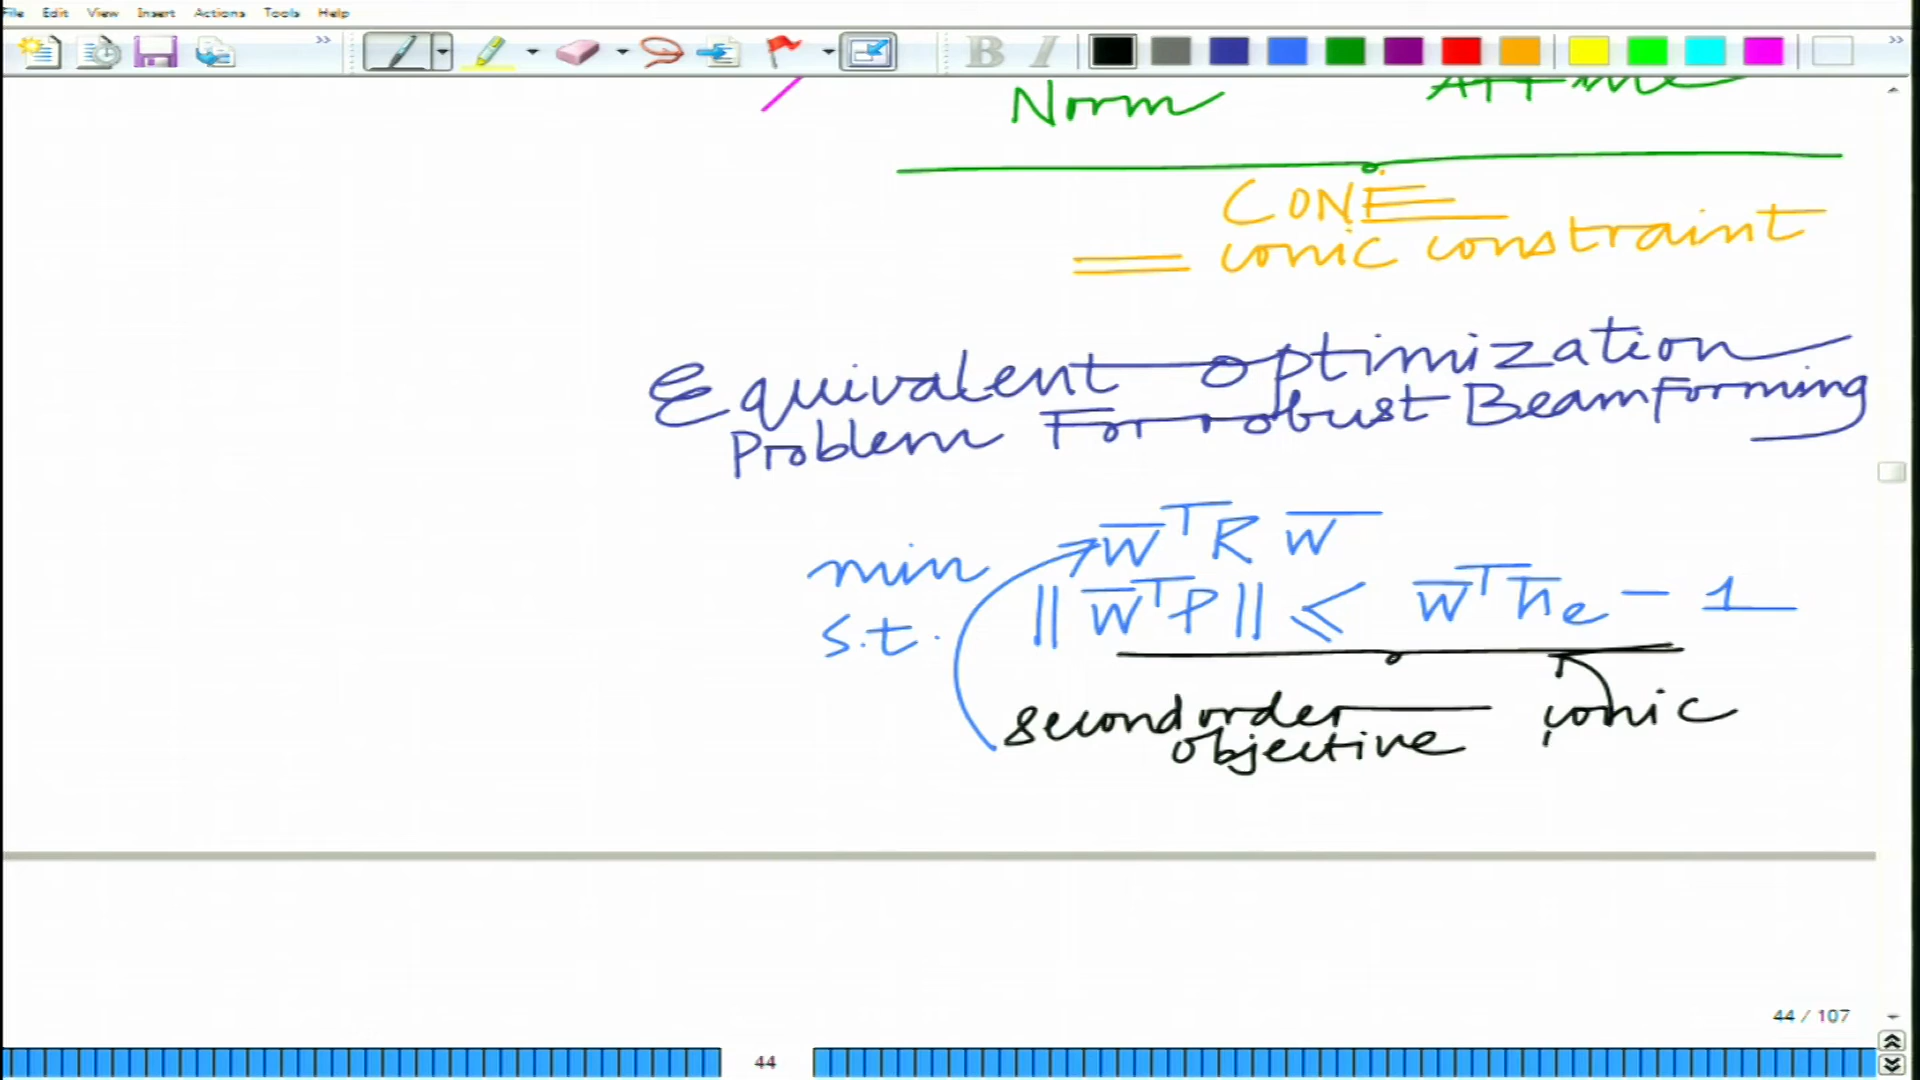 File Edit View Insert Actions Tools Help
B I
Norm Affine
CONE
= conic constraint
Equivalent Optimization
Problem For robust Beamforming
min w̅ᵀR w̅
s.t. ‖w̅ᵀP‖ ≤ w̅ᵀh̅ₑ − 1
second order conic
objective
44 / 107
44